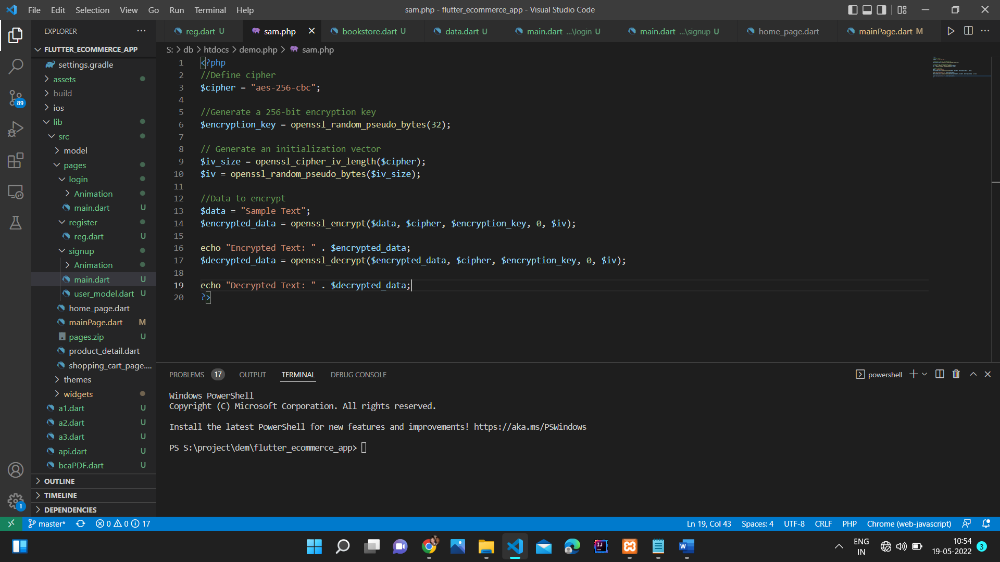 File Edit Selection View Go Run Terminal Help
sam.php - flutter_ecommerce_app - Visual Studio Code
EXPLORER
reg.dart U
sam.php
bookstore.dart U
data.dart U
main.dart ...\login U
main.dart ...\signup U
home_page.dart
mainPage.dart M
FLUTTER_ECOMMERCE_APP
settings.gradle
assets
build
ios
lib
src
model
pages
login
Animation
main.dart U
register
reg.dart U
signup
Animation
main.dart U
user_model.dart U
home_page.dart
mainPage.dart M
pages.zip U
product_detail.dart
shopping_cart_page....
themes
widgets
a1.dart U
a2.dart U
a3.dart U
api.dart U
bcaPDF.dart U
OUTLINE
TIMELINE
DEPENDENCIES
89
1
S: > db > htdocs > demo.php > sam.php
1 <?php
2 //Define cipher
3 $cipher = "aes-256-cbc";
4
5 //Generate a 256-bit encryption key
6 $encryption_key = openssl_random_pseudo_bytes(32);
7
8 // Generate an initialization vector
9 $iv_size = openssl_cipher_iv_length($cipher);
10 $iv = openssl_random_pseudo_bytes($iv_size);
11
12 //Data to encrypt
13 $data = "Sample Text";
14 $encrypted_data = openssl_encrypt($data, $cipher, $encryption_key, 0, $iv);
15
16 echo "Encrypted Text: " . $encrypted_data;
17 $decrypted_data = openssl_decrypt($encrypted_data, $cipher, $encryption_key, 0, $iv);
18
19 echo "Decrypted Text: " . $decrypted_data;
20 ?>
PROBLEMS 17 OUTPUT TERMINAL DEBUG CONSOLE
powershell
Windows PowerShell
Copyright (C) Microsoft Corporation. All rights reserved.
Install the latest PowerShell for new features and improvements! https://aka.ms/PSWindows
PS S:\project\dem\flutter_ecommerce_app>
master* 0 0 17
Ln 19, Col 43 Spaces: 4 UTF-8 CRLF PHP Chrome (web-javascript)
ENG
IN
10:54
19-05-2022
3